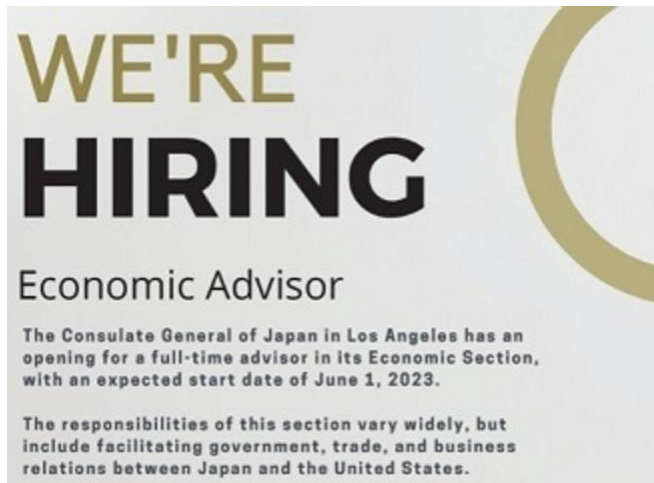 WE'RE
HIRING
Economic Advisor
The Consulate General of Japan in Los Angeles has an
opening for a full-time advisor in its Economic Section,
with an expected start date of June 1, 2023.
The responsibilities of this section vary widely, but
include facilitating government, trade, and business
relations between Japan and the United States.